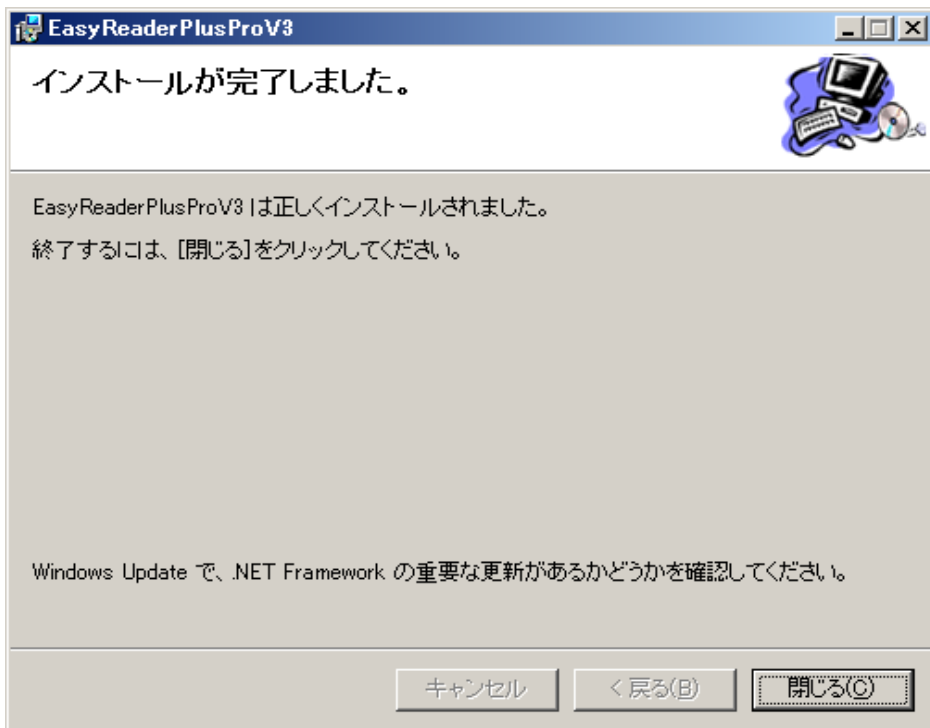 EasyReaderPlusProV3
インストールが完了しました。
EasyReaderPlusProV3 は正しくインストールされました。
終了するには、[閉じる]をクリックしてください。
Windows Update で、.NET Framework の重要な更新があるかどうかを確認してください。
キャンセル
< 戻る(B)
閉じる(C)